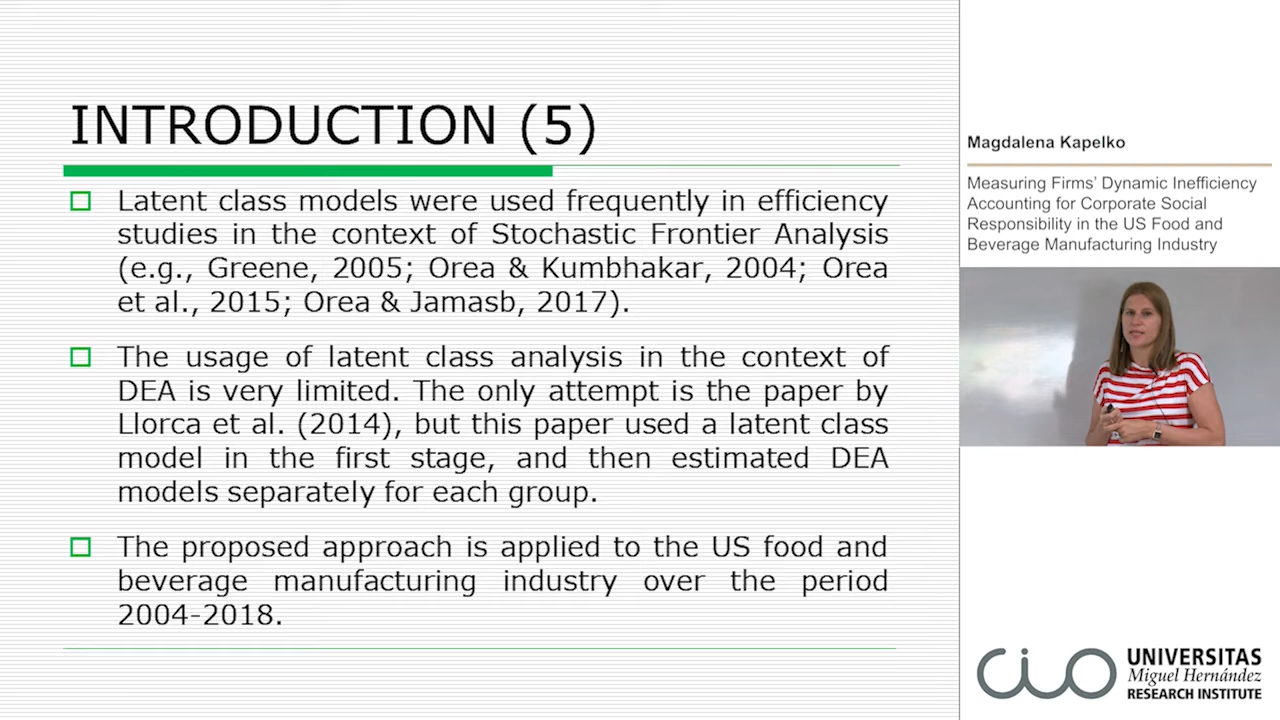 INTRODUCTION (5)
Latent class models were used frequently in efficiency
studies in the context of Stochastic Frontier Analysis
(e.g., Greene, 2005; Orea & Kumbhakar, 2004; Orea
et al., 2015; Orea & Jamasb, 2017).
The usage of latent class analysis in the context of
DEA is very limited. The only attempt is the paper by
Llorca et al. (2014), but this paper used a latent class
model in the first stage, and then estimated DEA
models separately for each group.
The proposed approach is applied to the US food and
beverage manufacturing industry over the period
2004-2018.
Magdalena Kapelko
Measuring Firms' Dynamic Inefficiency
Accounting for Corporate Social
Responsibility in the US Food and
Beverage Manufacturing Industry
cio
UNIVERSITAS
Miguel Hernández
RESEARCH INSTITUTE